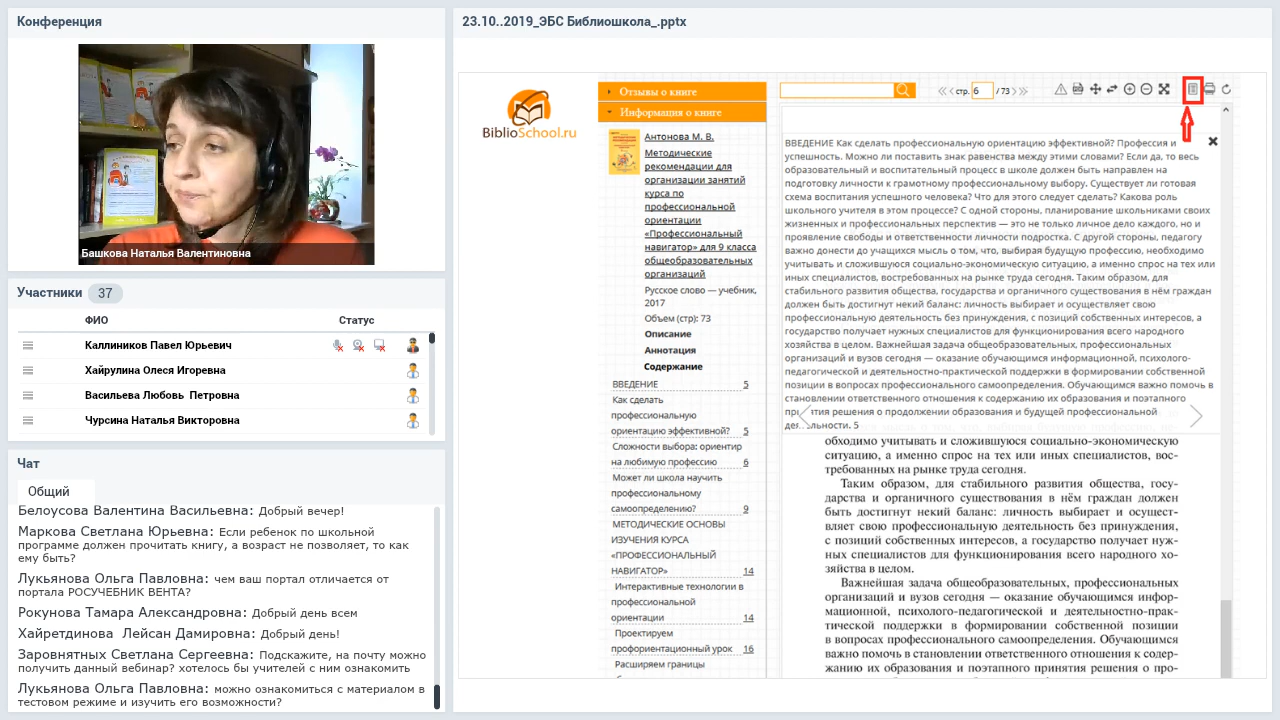 Конференция
Башкова Наталья Валентиновна
Участники 37
ФИО Статус
Каллиников Павел Юрьевич
Хайрулина Олеся Игоревна
Васильева Любовь Петровна
Чурсина Наталья Викторовна
Чат
Общий
Белоусова Валентина Васильевна: Добрый вечер!
Маркова Светлана Юрьевна: Если ребенок по школьной
программе должен прочитать книгу, а возраст не позволяет, то как
ему быть?
Лукьянова Ольга Павловна: чем ваш портал отличается от
портала РОСУЧЕБНИК ВЕНТА?
Рокунова Тамара Александровна: Добрый день всем
Хайретдинова Лейсан Дамировна: Добрый день!
Заровнятных Светлана Сергеевна: Подскажите, на почту можно
получить данный вебинар? хотелось бы учителей с ним ознакомить
Лукьянова Ольга Павловна: можно ознакомиться с материалом в
тестовом режиме и изучить его возможности?
23.10..2019_ЭБС Библиошкола_.pptx
BiblioSchool.ru
Отзывы о книге
Информация о книге
Антонова М. В.
Методические
рекомендации для
организации занятий
курса по
профессиональной
ориентации
«Профессиональный
навигатор» для 9 класса
общеобразовательных
организаций
Русское слово — учебник,
2017
Объем (стр): 73
Описание
Аннотация
Содержание
ВВЕДЕНИЕ 5
Как сделать
профессиональную
ориентацию эффективной? 5
Сложности выбора: ориентир
на любимую профессию 6
Может ли школа научить
профессиональному
самоопределению? 9
МЕТОДИЧЕСКИЕ ОСНОВЫ
ИЗУЧЕНИЯ КУРСА
«ПРОФЕССИОНАЛЬНЫЙ
НАВИГАТОР» 14
Интерактивные технологии в
профессиональной
ориентации 14
Проектируем
профориентационный урок 16
Расширяем границы
стр. 6 / 73
ВВЕДЕНИЕ Как сделать профессиональную ориентацию эффективной? Профессия и
успешность. Можно ли поставить знак равенства между этими словами? Если да, то весь
образовательный и воспитательный процесс в школе должен быть направлен на
подготовку личности к грамотному профессиональному выбору. Существует ли готовая
схема воспитания успешного человека? Что для этого следует сделать? Какова роль
школьного учителя в этом процессе? С одной стороны, планирование школьниками своих
жизненных и профессиональных перспектив — это не только личное дело каждого, но и
проявление свободы и ответственности личности подростка. С другой стороны, педагогу
важно донести до учащихся мысль о том, что, выбирая будущую профессию, необходимо
учитывать и сложившуюся социально-экономическую ситуацию, а именно спрос на тех или
иных специалистов, востребованных на рынке труда сегодня. Таким образом, для
стабильного развития общества, государства и органичного существования в нём граждан
должен быть достигнут некий баланс: личность выбирает и осуществляет свою
профессиональную деятельность без принуждения, с позиций собственных интересов, а
государство получает нужных специалистов для функционирования всего народного
хозяйства в целом. Важнейшая задача общеобразовательных, профессиональных
организаций и вузов сегодня — оказание обучающимся информационной, психолого-
педагогической и деятельностно-практической поддержки в формировании собственной
позиции в вопросах профессионального самоопределения. Обучающимся важно помочь в
становлении ответственного отношения к содержанию их образования и поэтапного
принятия решения о продолжении образования и будущей профессиональной
деятельности. 5
обходимо учитывать и сложившуюся социально-экономическую
ситуацию, а именно спрос на тех или иных специалистов, вос-
требованных на рынке труда сегодня.
Таким образом, для стабильного развития общества, госу-
дарства и органичного существования в нём граждан должен
быть достигнут некий баланс: личность выбирает и осущест-
вляет свою профессиональную деятельность без принуждения,
с позиций собственных интересов, а государство получает нуж-
ных специалистов для функционирования всего народного хо-
зяйства в целом.
Важнейшая задача общеобразовательных, профессиональных
организаций и вузов сегодня — оказание обучающимся инфор-
мационной, психолого-педагогической и деятельностно-прак-
тической поддержки в формировании собственной позиции
в вопросах профессионального самоопределения. Обучающимся
важно помочь в становлении ответственного отношения к содер-
жанию их образования и поэтапного принятия решения о про-